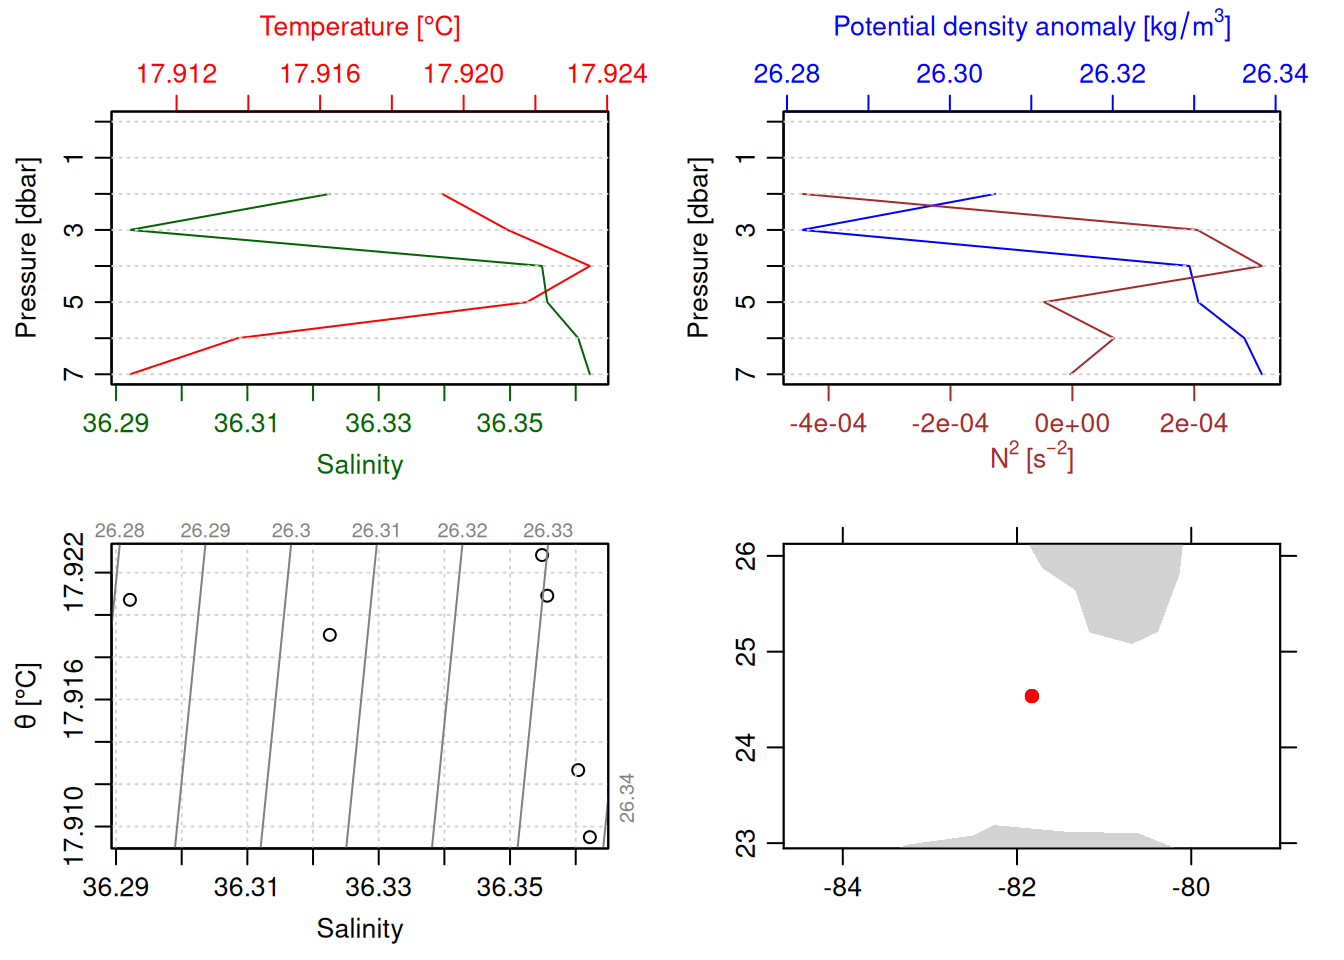 Temperature [°C]
17.912 17.916 17.920 17.924
Pressure [dbar]
1
3
5
7
36.29 36.31 36.33 36.35
Salinity
Potential density anomaly [kg/m³]
26.28 26.30 26.32 26.34
Pressure [dbar]
1
3
5
7
-4e-04 -2e-04 0e+00 2e-04
N² [s⁻²]
26.28 26.29 26.3 26.31 26.32 26.33
26.34
θ [°C]
17.922
17.916
17.910
36.29 36.31 36.33 36.35
Salinity
26
25
24
23
-84 -82 -80